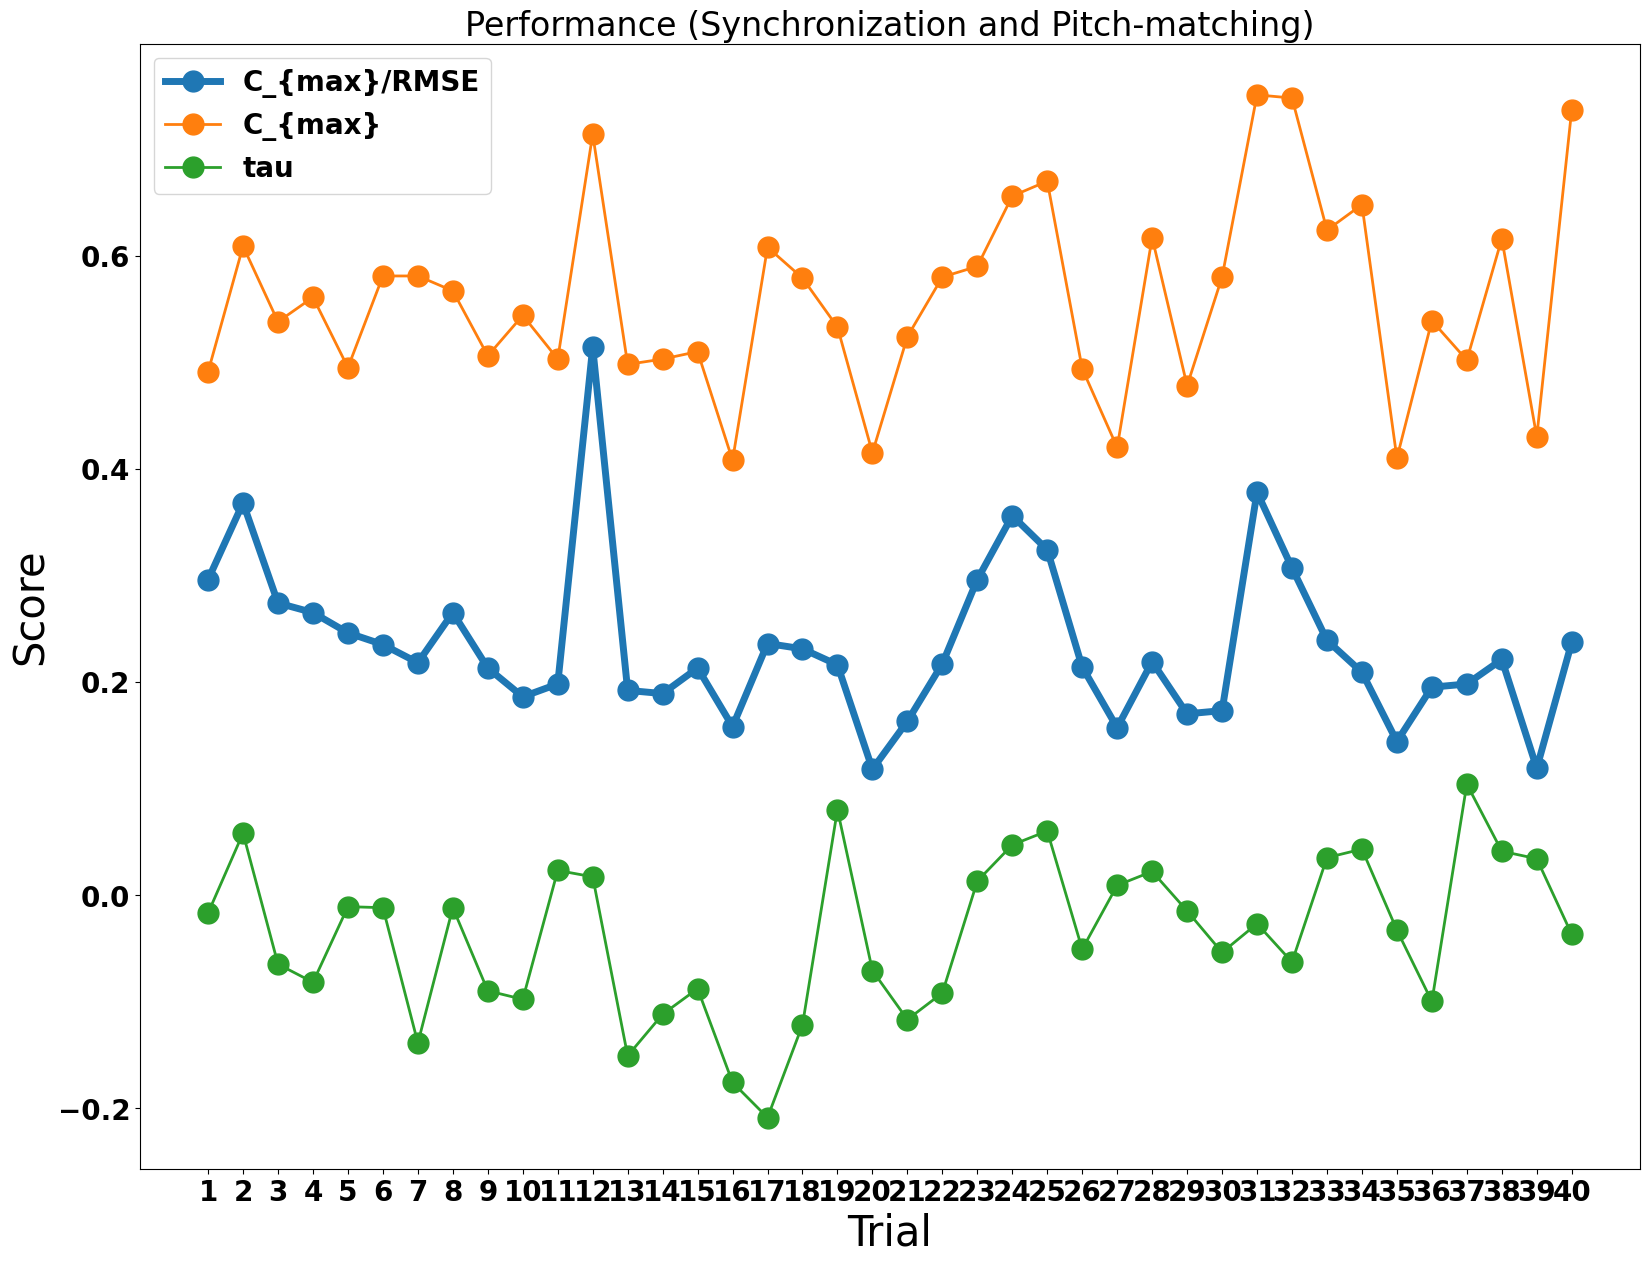 Performance (Synchronization and Pitch-matching)
C_{max}/RMSE
C_{max}
tau
0.6
0.4
0.2
0.0
−0.2
Score
1 2 3 4 5 6 7 8 9 10 11 12 13 14 15 16 17 18 19 20 21 22 23 24 25 26 27 28 29 30 31 32 33 34 35 36 37 38 39 40
Trial